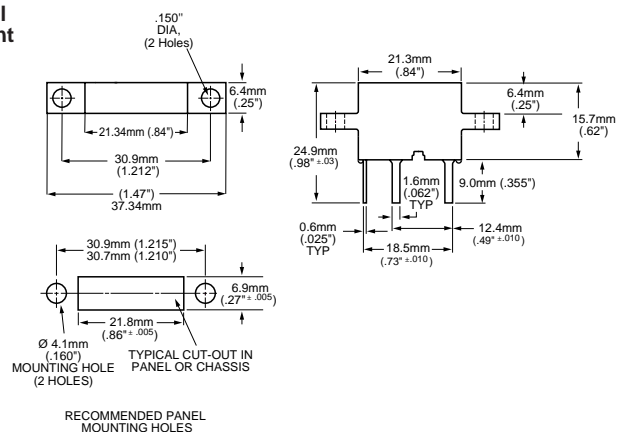 l
nt
.150"
DIA,
(2 Holes)
6.4mm
(.25")
21.34mm (.84")
30.9mm
(1.212")
(1.47")
37.34mm
21.3mm
(.84")
6.4mm
(.25")
15.7mm
(.62")
24.9mm
(.98" ±.03)
1.6mm
(.062")
TYP
9.0mm (.355")
0.6mm
(.025")
TYP
12.4mm
(.49" ±.010)
18.5mm
(.73" ±.010)
30.9mm (1.215")
30.7mm (1.210")
6.9mm
(.27" ± .005)
21.8mm
(.86" ± .005)
Ø 4.1mm
(.160")
MOUNTING HOLE
(2 HOLES)
TYPICAL CUT-OUT IN
PANEL OR CHASSIS
RECOMMENDED PANEL
MOUNTING HOLES